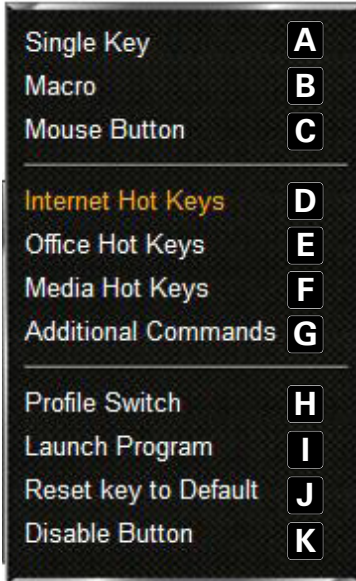 Single Key A
Macro B
Mouse Button C
Internet Hot Keys D
Office Hot Keys E
Media Hot Keys F
Additional Commands G
Profile Switch H
Launch Program I
Reset key to Default J
Disable Button K